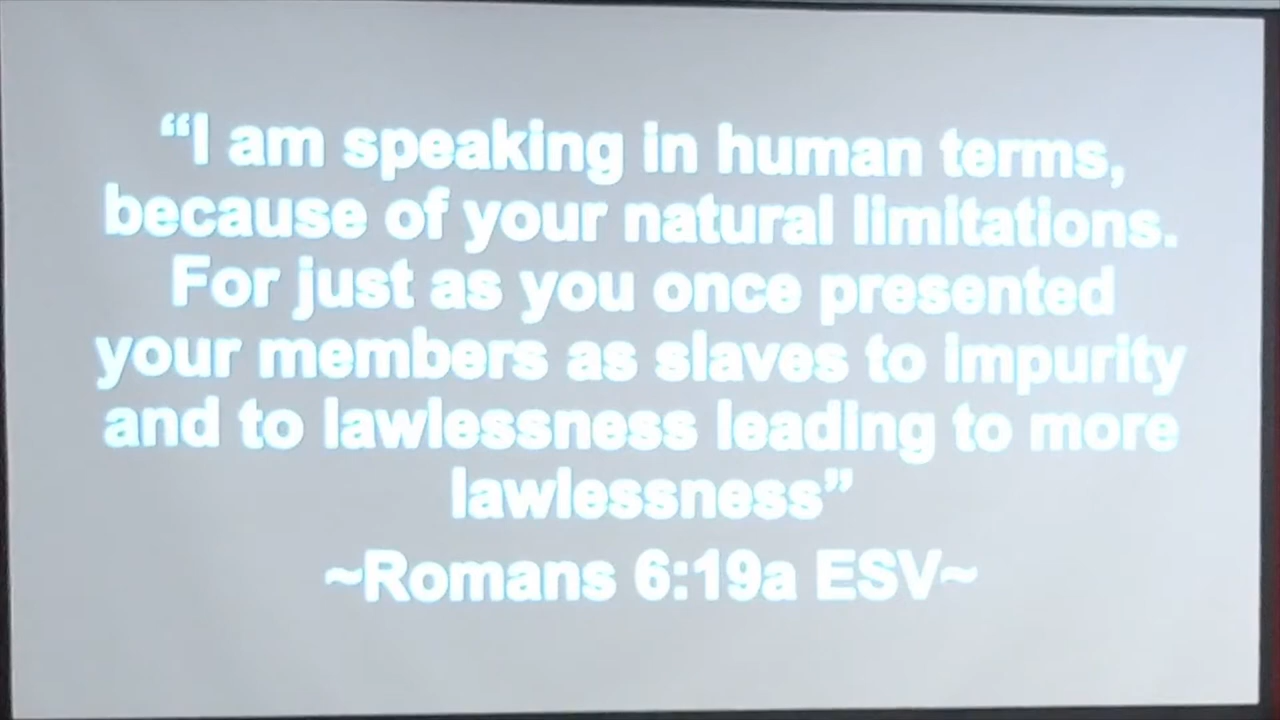 “I am speaking in human terms,
because of your natural limitations.
For just as you once presented
your members as slaves to impurity
and to lawlessness leading to more
lawlessness”
~Romans 6:19a ESV~